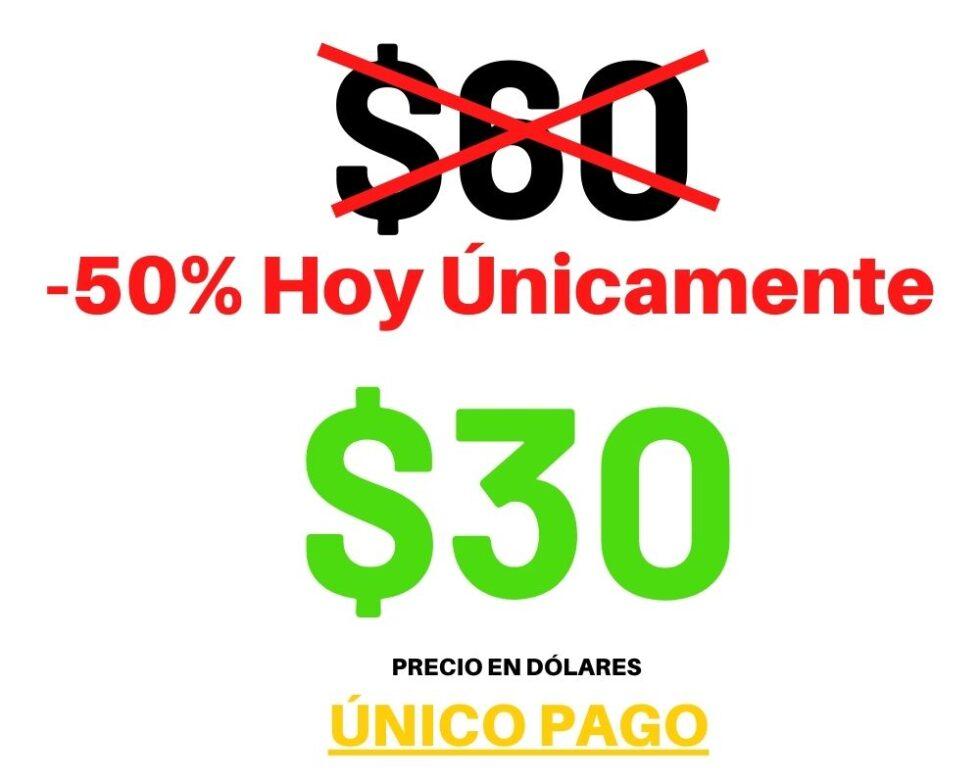 $60
-50% Hoy Únicamente
$30
PRECIO EN DÓLARES
ÚNICO PAGO